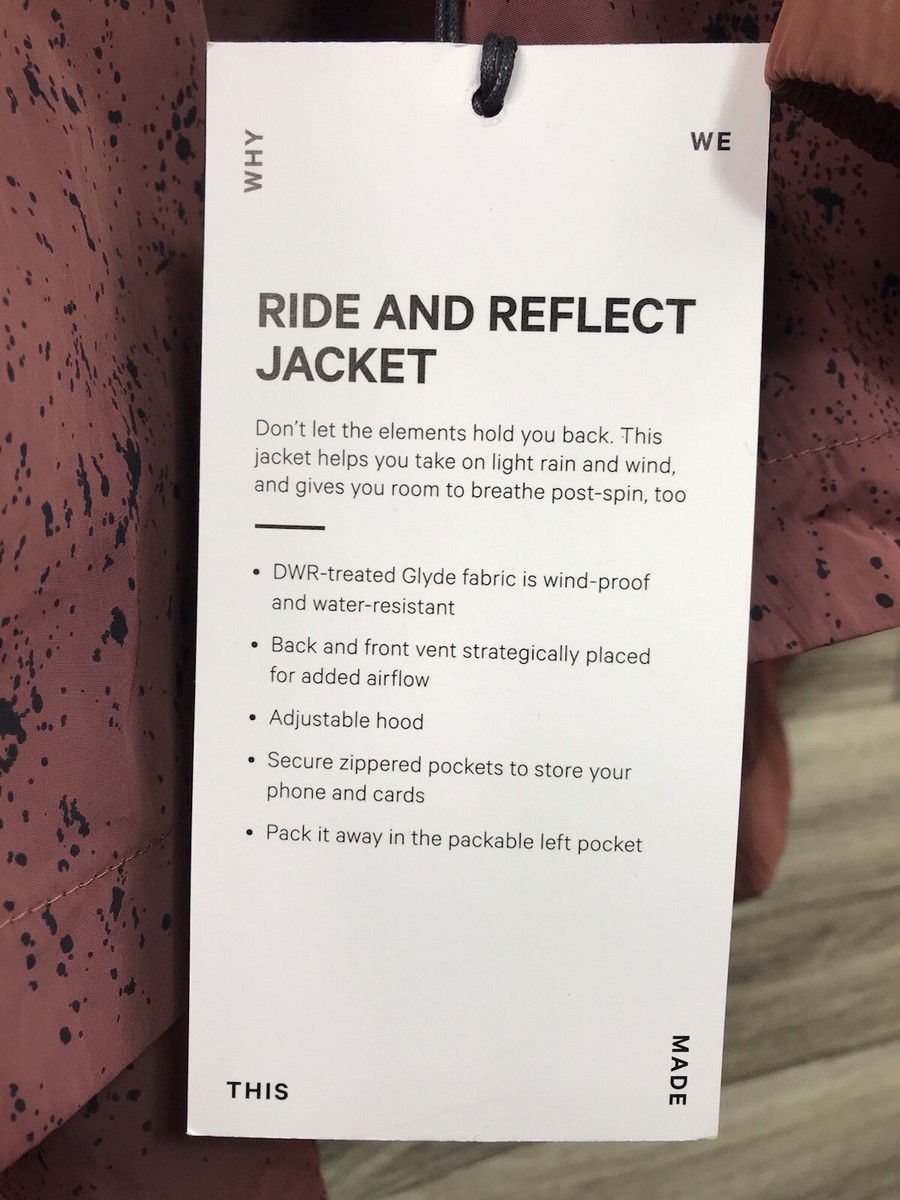 WHY
WE
RIDE AND REFLECT
JACKET
Don't let the elements hold you back. This
jacket helps you take on light rain and wind,
and gives you room to breathe post-spin, too
• DWR-treated Glyde fabric is wind-proof
and water-resistant
• Back and front vent strategically placed
for added airflow
• Adjustable hood
• Secure zippered pockets to store your
phone and cards
• Pack it away in the packable left pocket
MADE
THIS